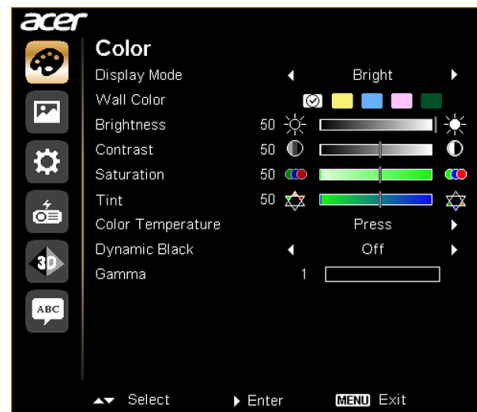 acer
Color
Display Mode Bright
Wall Color
Brightness 50
Contrast 50
Saturation 50
Tint 50
Color Temperature Press
Dynamic Black Off
Gamma 1
3D
ABC
Select Enter MENU Exit